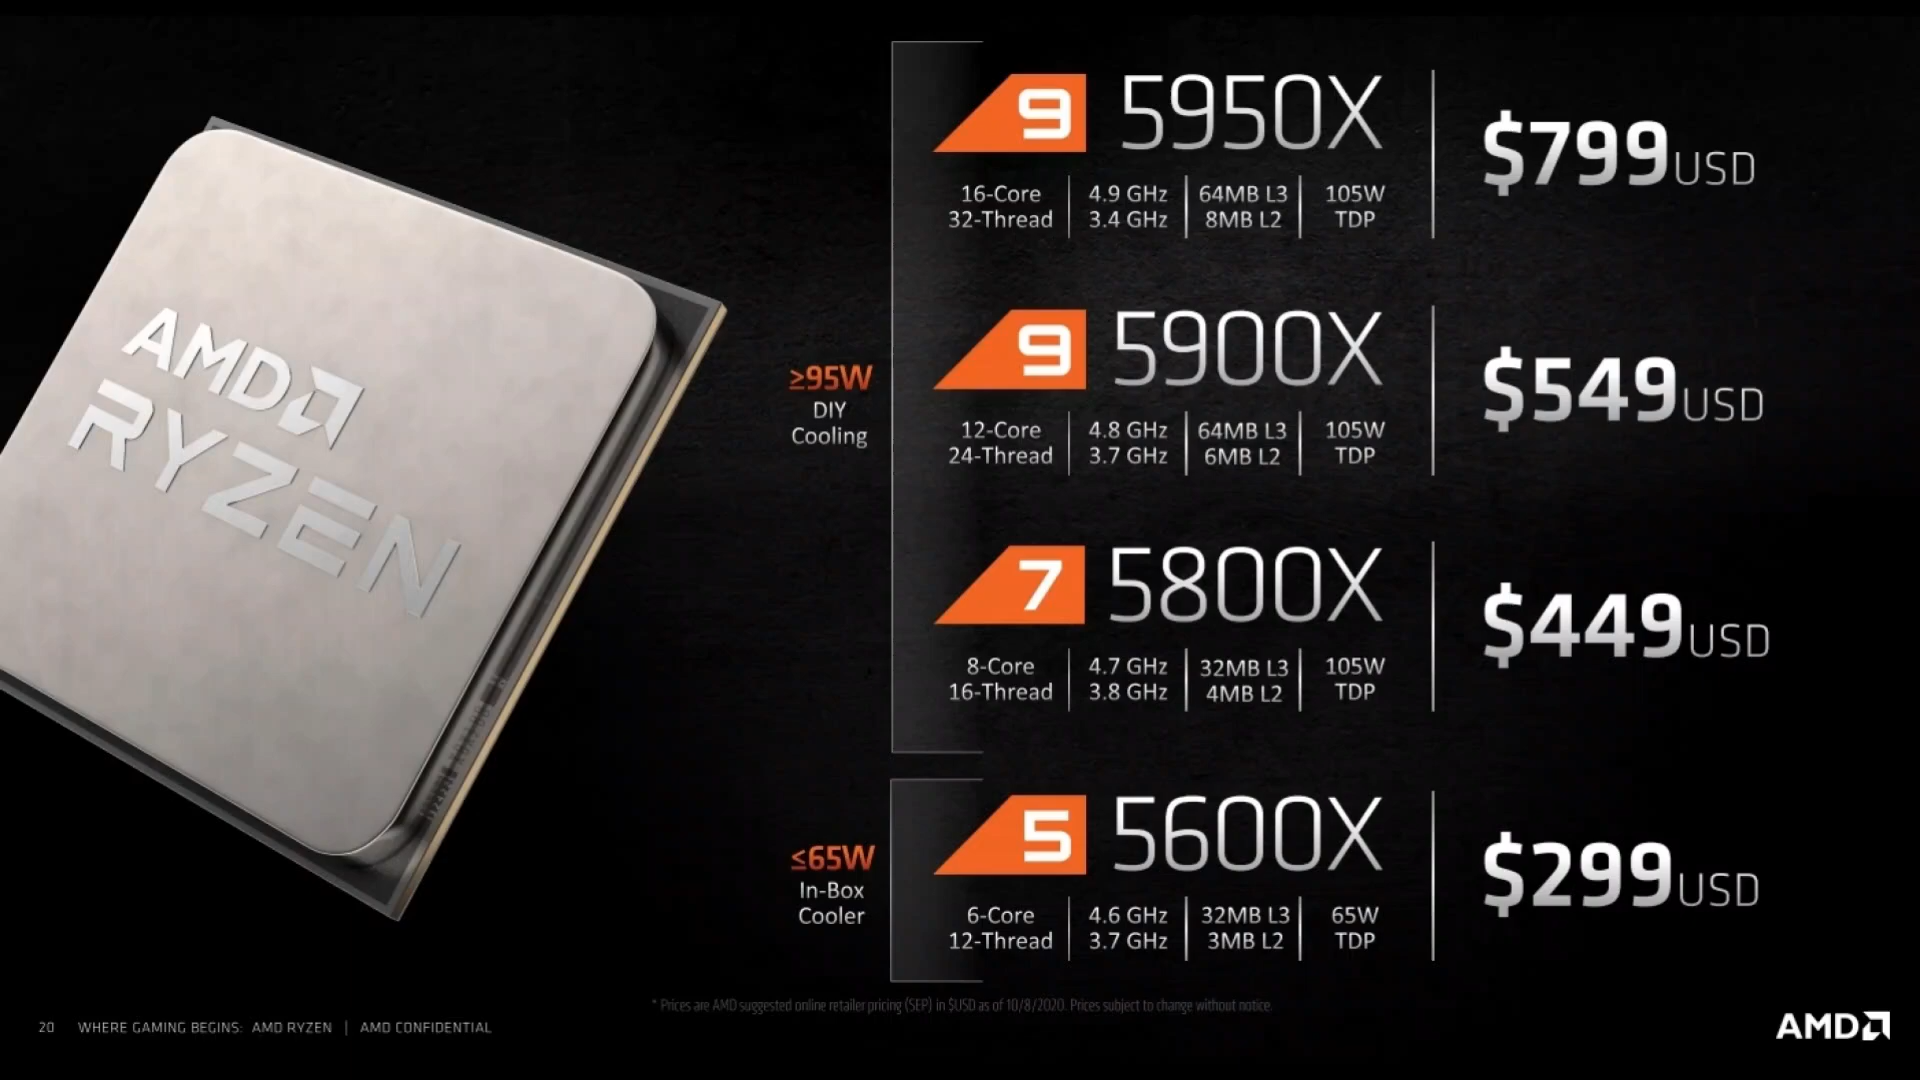 AMD
RYZEN
≥95W
DIY
Cooling
9 5950X
$799USD
16-Core
32-Thread
4.9 GHz
3.4 GHz
64MB L3
8MB L2
105W
TDP
9 5900X
$549USD
12-Core
24-Thread
4.8 GHz
3.7 GHz
64MB L3
6MB L2
105W
TDP
7 5800X
$449USD
8-Core
16-Thread
4.7 GHz
3.8 GHz
32MB L3
4MB L2
105W
TDP
≤65W
In-Box
Cooler
5 5600X
$299USD
6-Core
12-Thread
4.6 GHz
3.7 GHz
32MB L3
3MB L2
65W
TDP
* Prices are AMD suggested online retailer pricing (SEP) in $USD as of 10/8/2020. Prices subject to change without notice.
20 WHERE GAMING BEGINS: AMD RYZEN | AMD CONFIDENTIAL
AMD